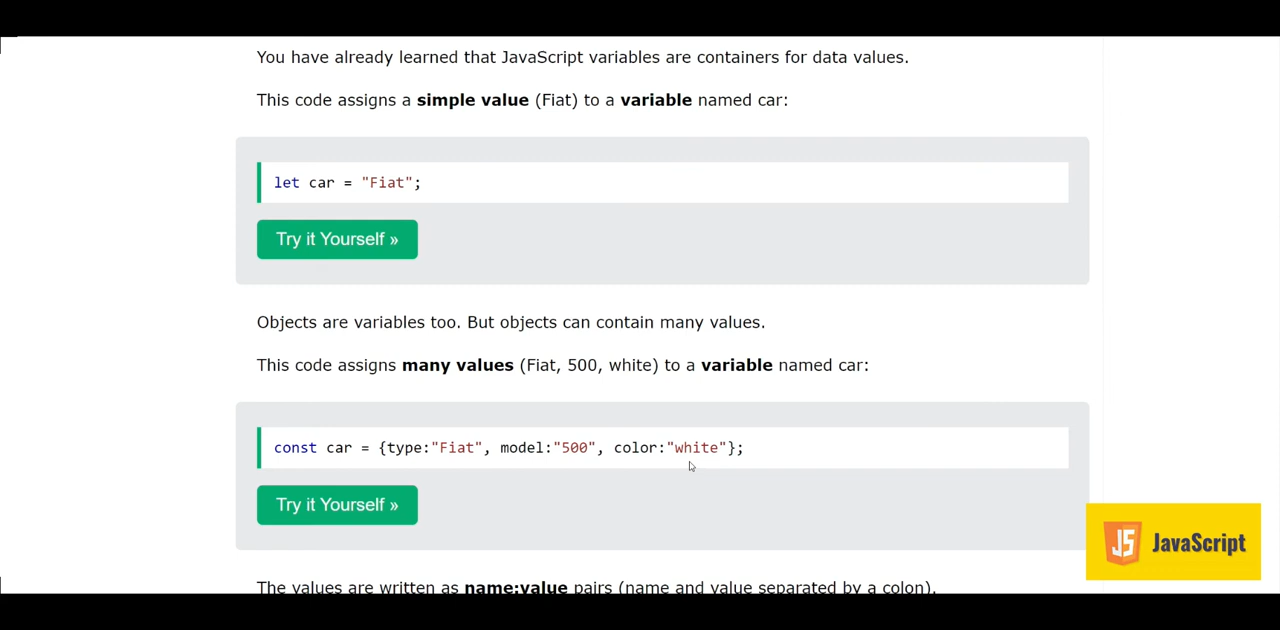 You have already learned that JavaScript variables are containers for data values.
This code assigns a simple value (Fiat) to a variable named car:
let car = "Fiat";
Try it Yourself »
Objects are variables too. But objects can contain many values.
This code assigns many values (Fiat, 500, white) to a variable named car:
const car = {type:"Fiat", model:"500", color:"white"};
Try it Yourself »
JS JavaScript
The values are written as name:value pairs (name and value separated by a colon).